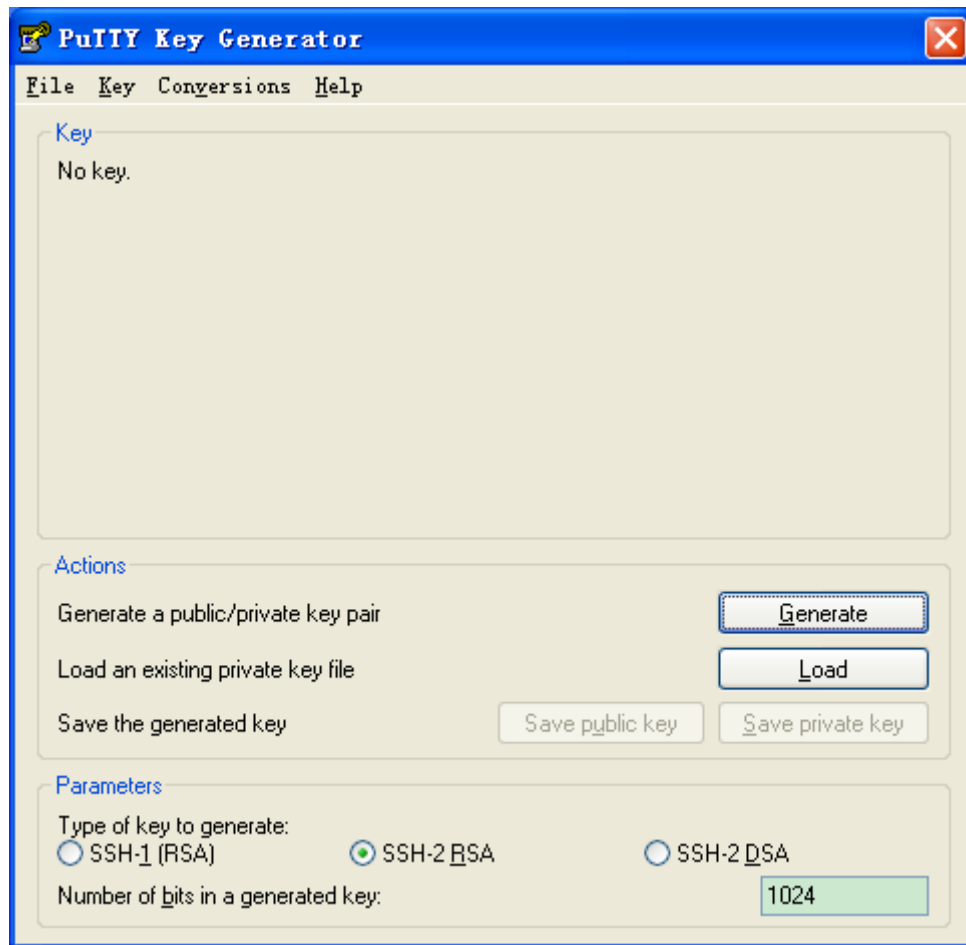 PuTTY Key Generator
File Key Conversions Help
Key
No key.
Actions
Generate a public/private key pair Generate
Load an existing private key file Load
Save the generated key Save public key Save private key
Parameters
Type of key to generate:
SSH-1 (RSA) SSH-2 RSA SSH-2 DSA
Number of bits in a generated key: 1024